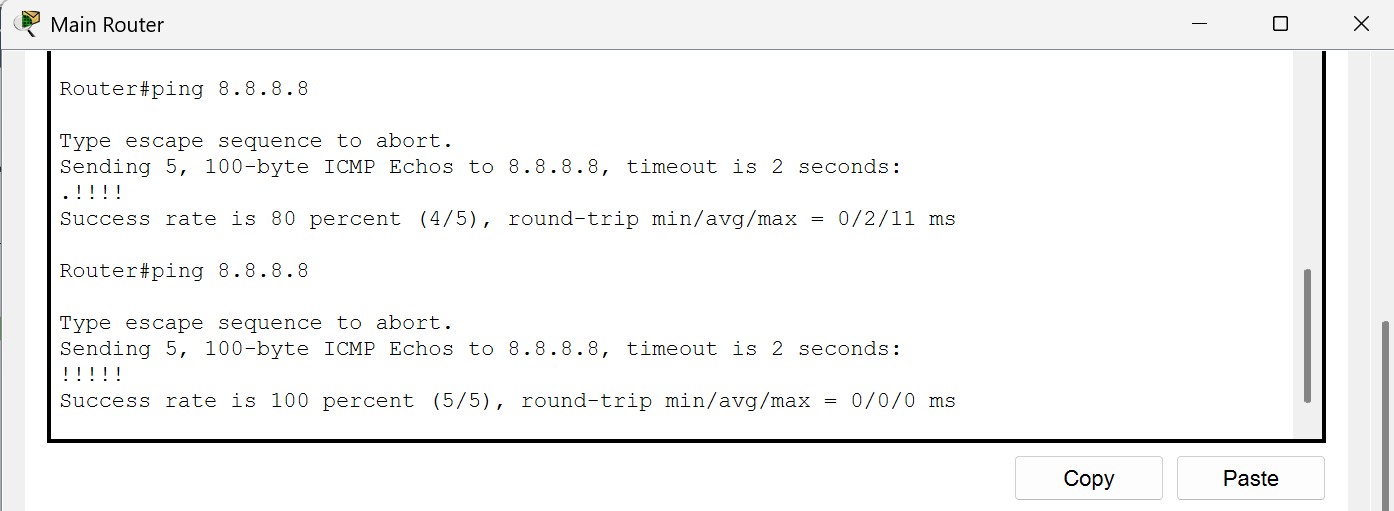 Main Router
Router#ping 8.8.8.8
Type escape sequence to abort.
Sending 5, 100-byte ICMP Echos to 8.8.8.8, timeout is 2 seconds:
.!!!!
Success rate is 80 percent (4/5), round-trip min/avg/max = 0/2/11 ms
Router#ping 8.8.8.8
Type escape sequence to abort.
Sending 5, 100-byte ICMP Echos to 8.8.8.8, timeout is 2 seconds:
!!!!!
Success rate is 100 percent (5/5), round-trip min/avg/max = 0/0/0 ms
Copy Paste